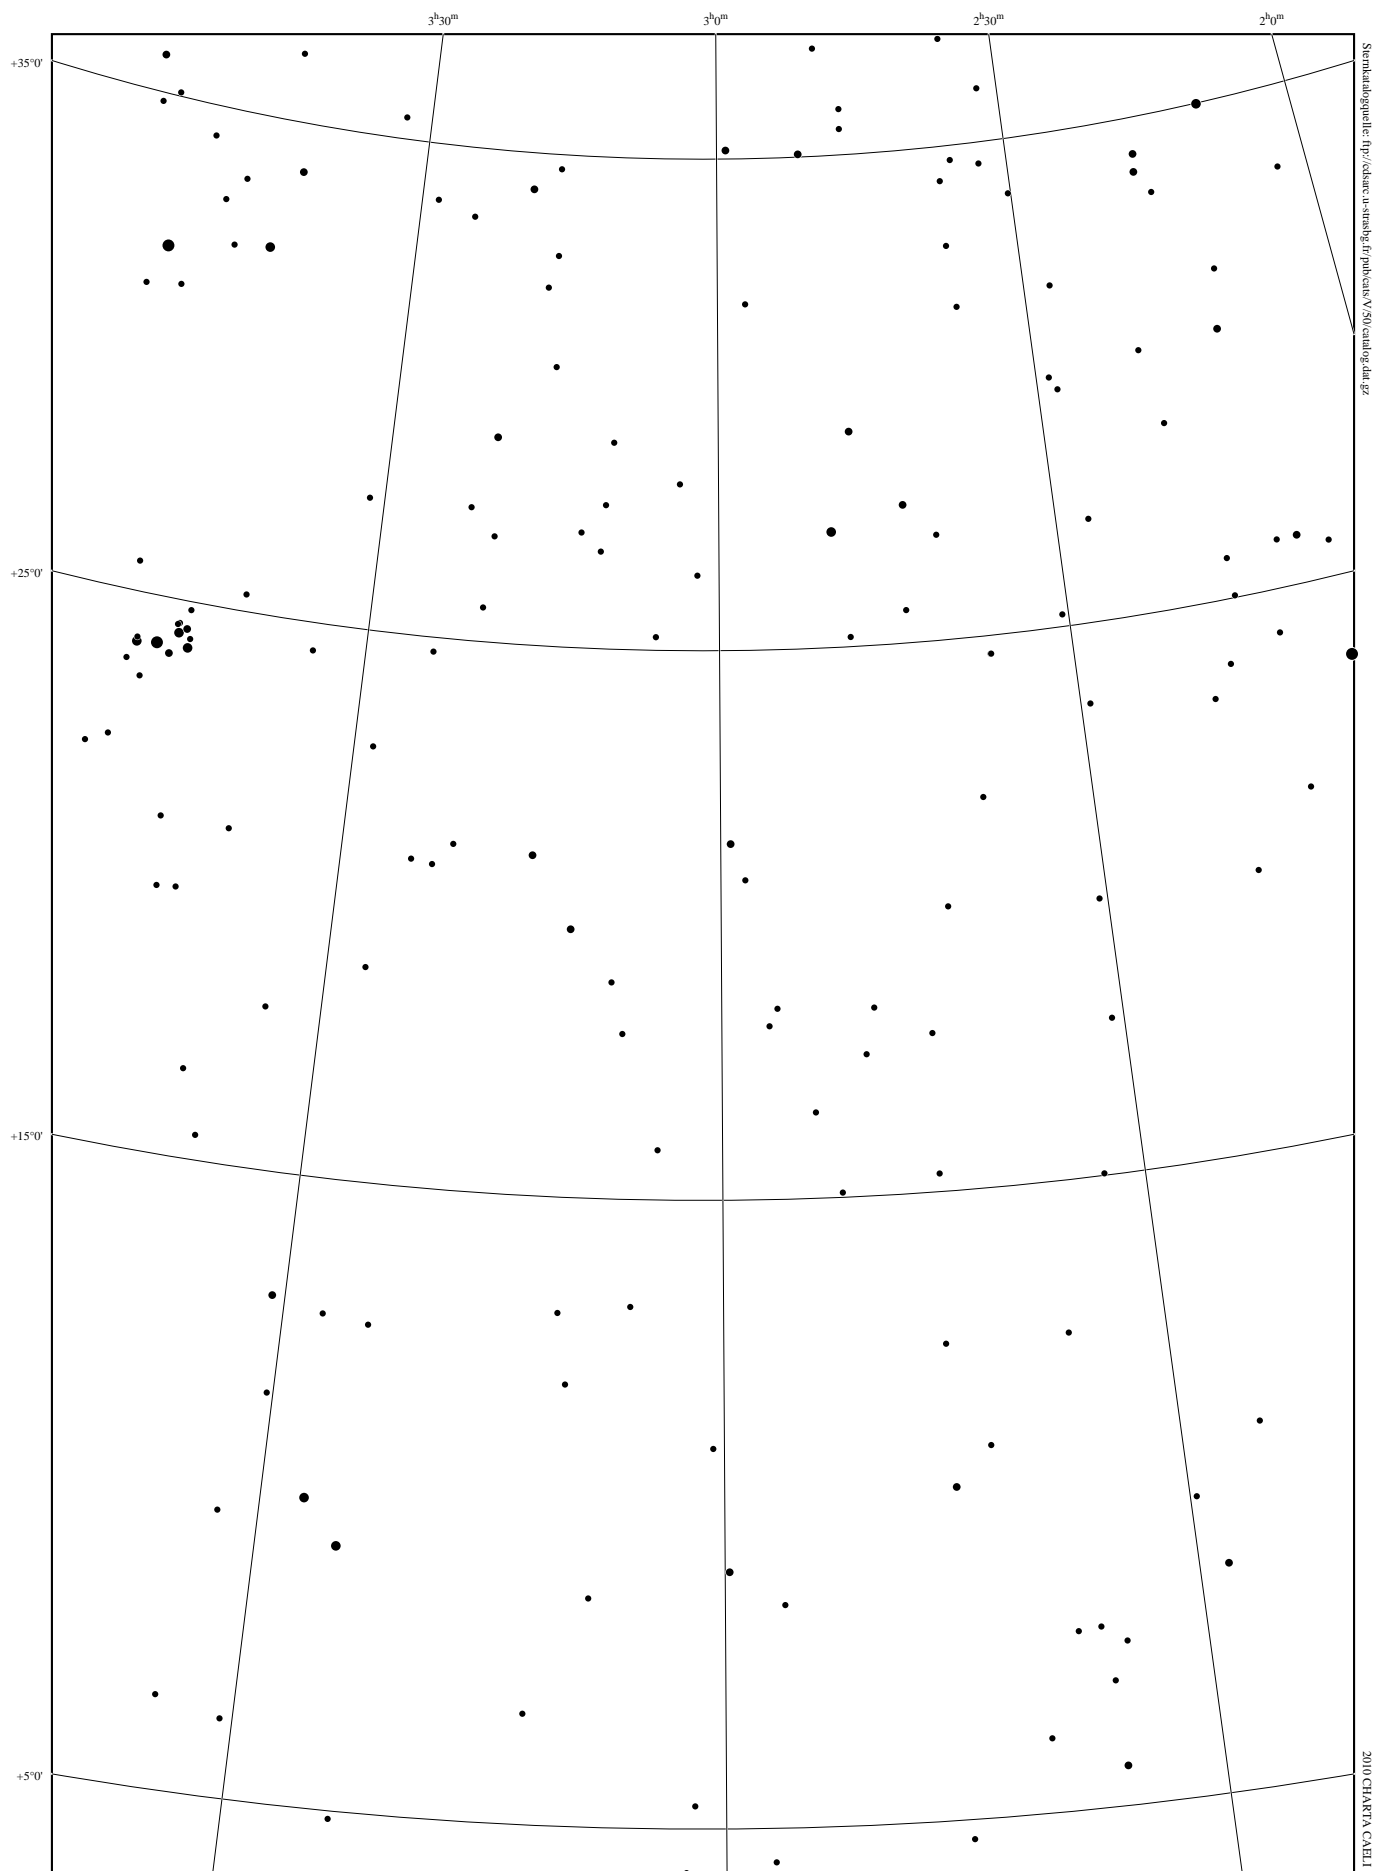 3h30m 3h0m 2h30m 2h0m
+35°0'
+25°0'
+15°0'
+5°0'
Sternkatalogquelle: ftp://cdsarc.u-strasbg.fr/pub/cats/V/50/catalog.dat.gz
2010 CHARTA CAELI